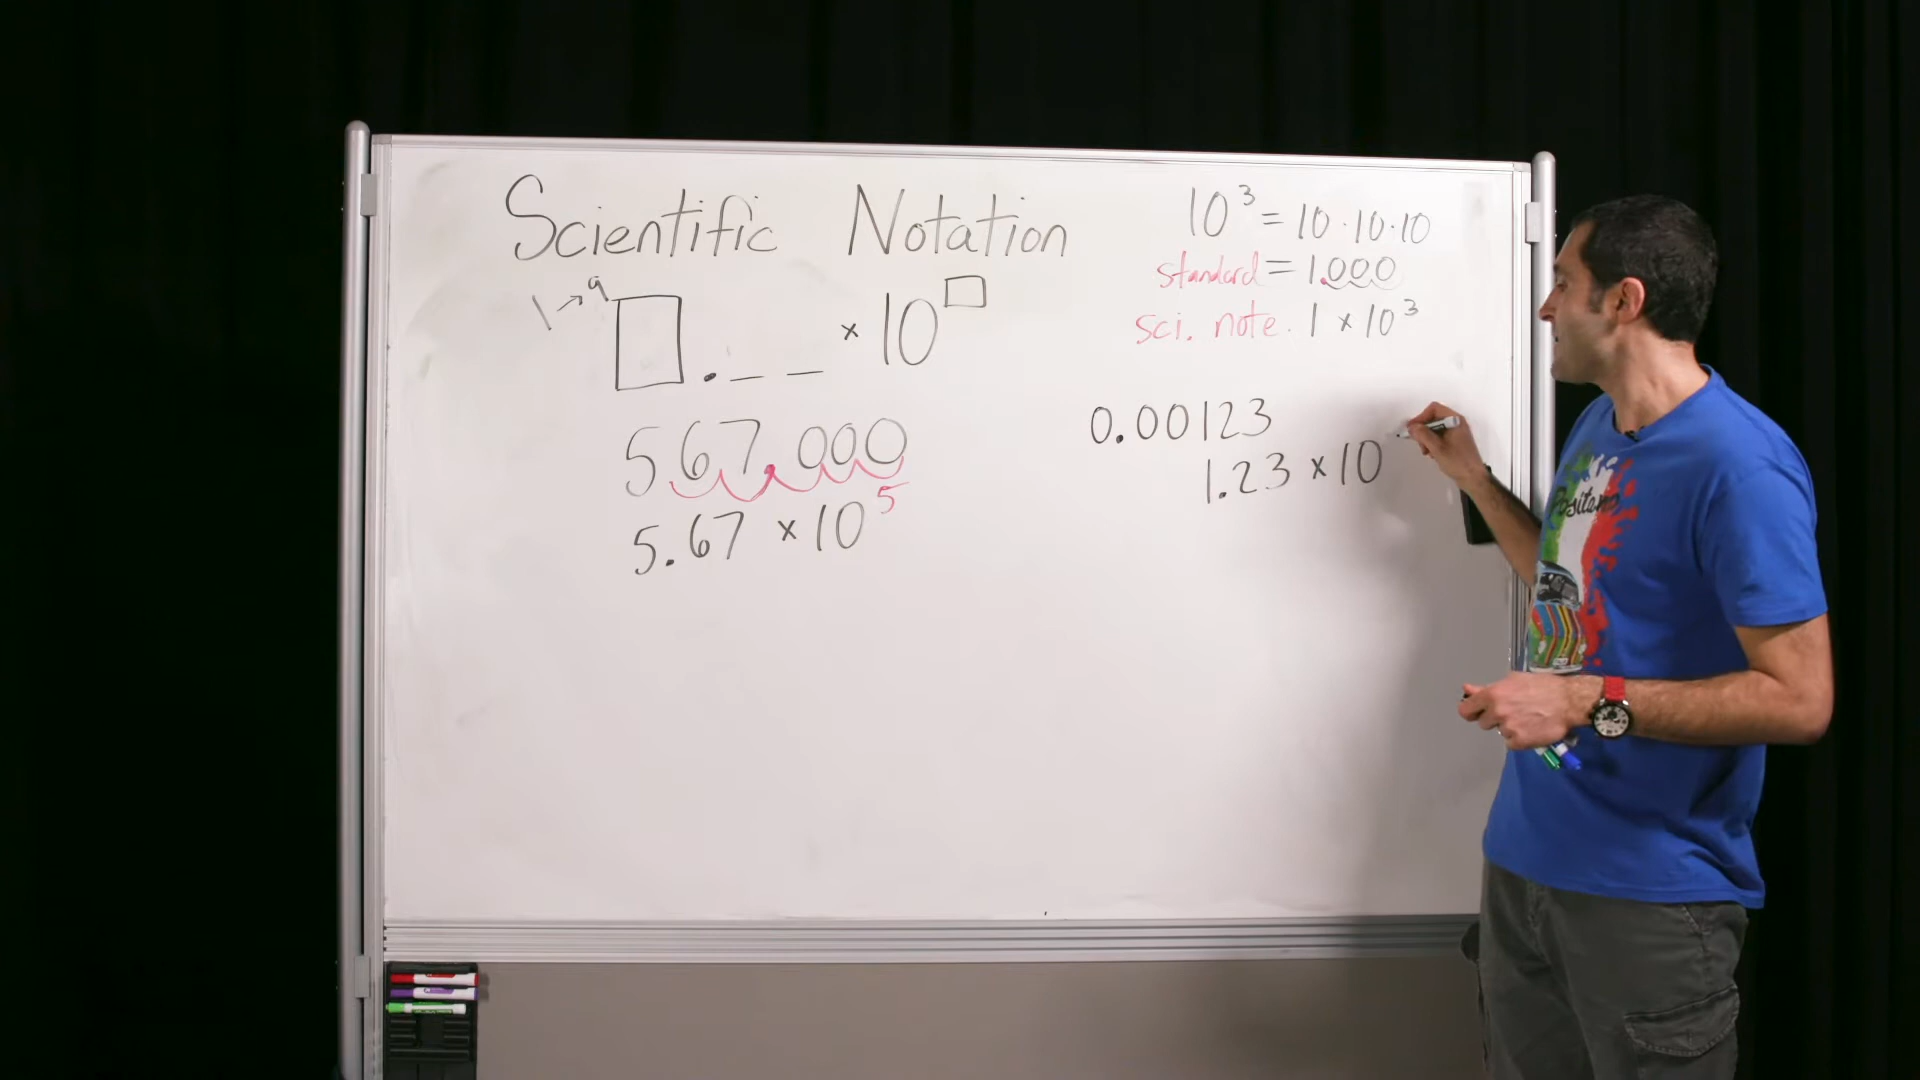 Scientific Notation
1 → 9
. _ _ × 10
567,000
5.67 × 10⁵
10³ = 10 · 10 · 10
standard = 1,000
sci. note. 1 × 10³
0.00123
1.23 × 10